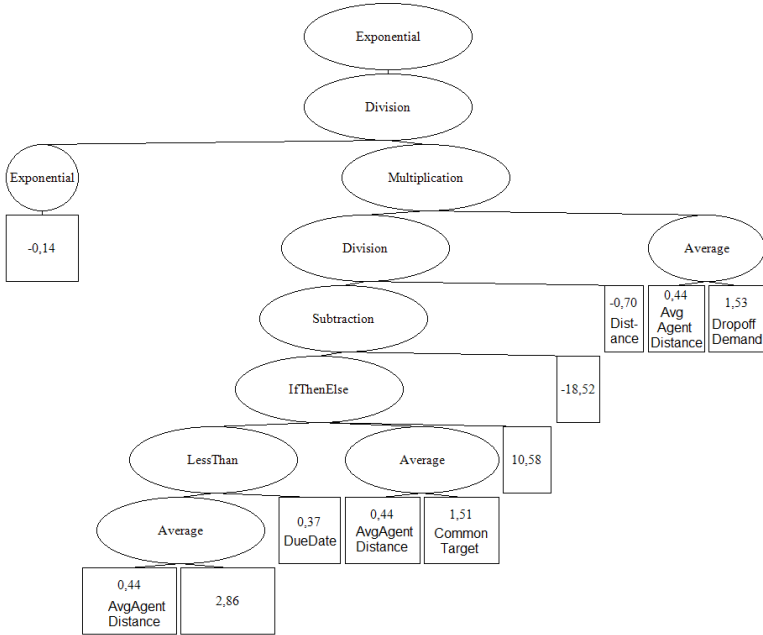 Exponential
Division
Exponential
Multiplication
-0,14
Division
Average
Subtraction
-0,70
Dist-
ance
0,44
Avg
Agent
Distance
1,53
Dropoff
Demand
IfThenElse
-18,52
LessThan
Average
10,58
Average
0,37
DueDate
0,44
AvgAgent
Distance
1,51
Common
Target
0,44
AvgAgent
Distance
2,86